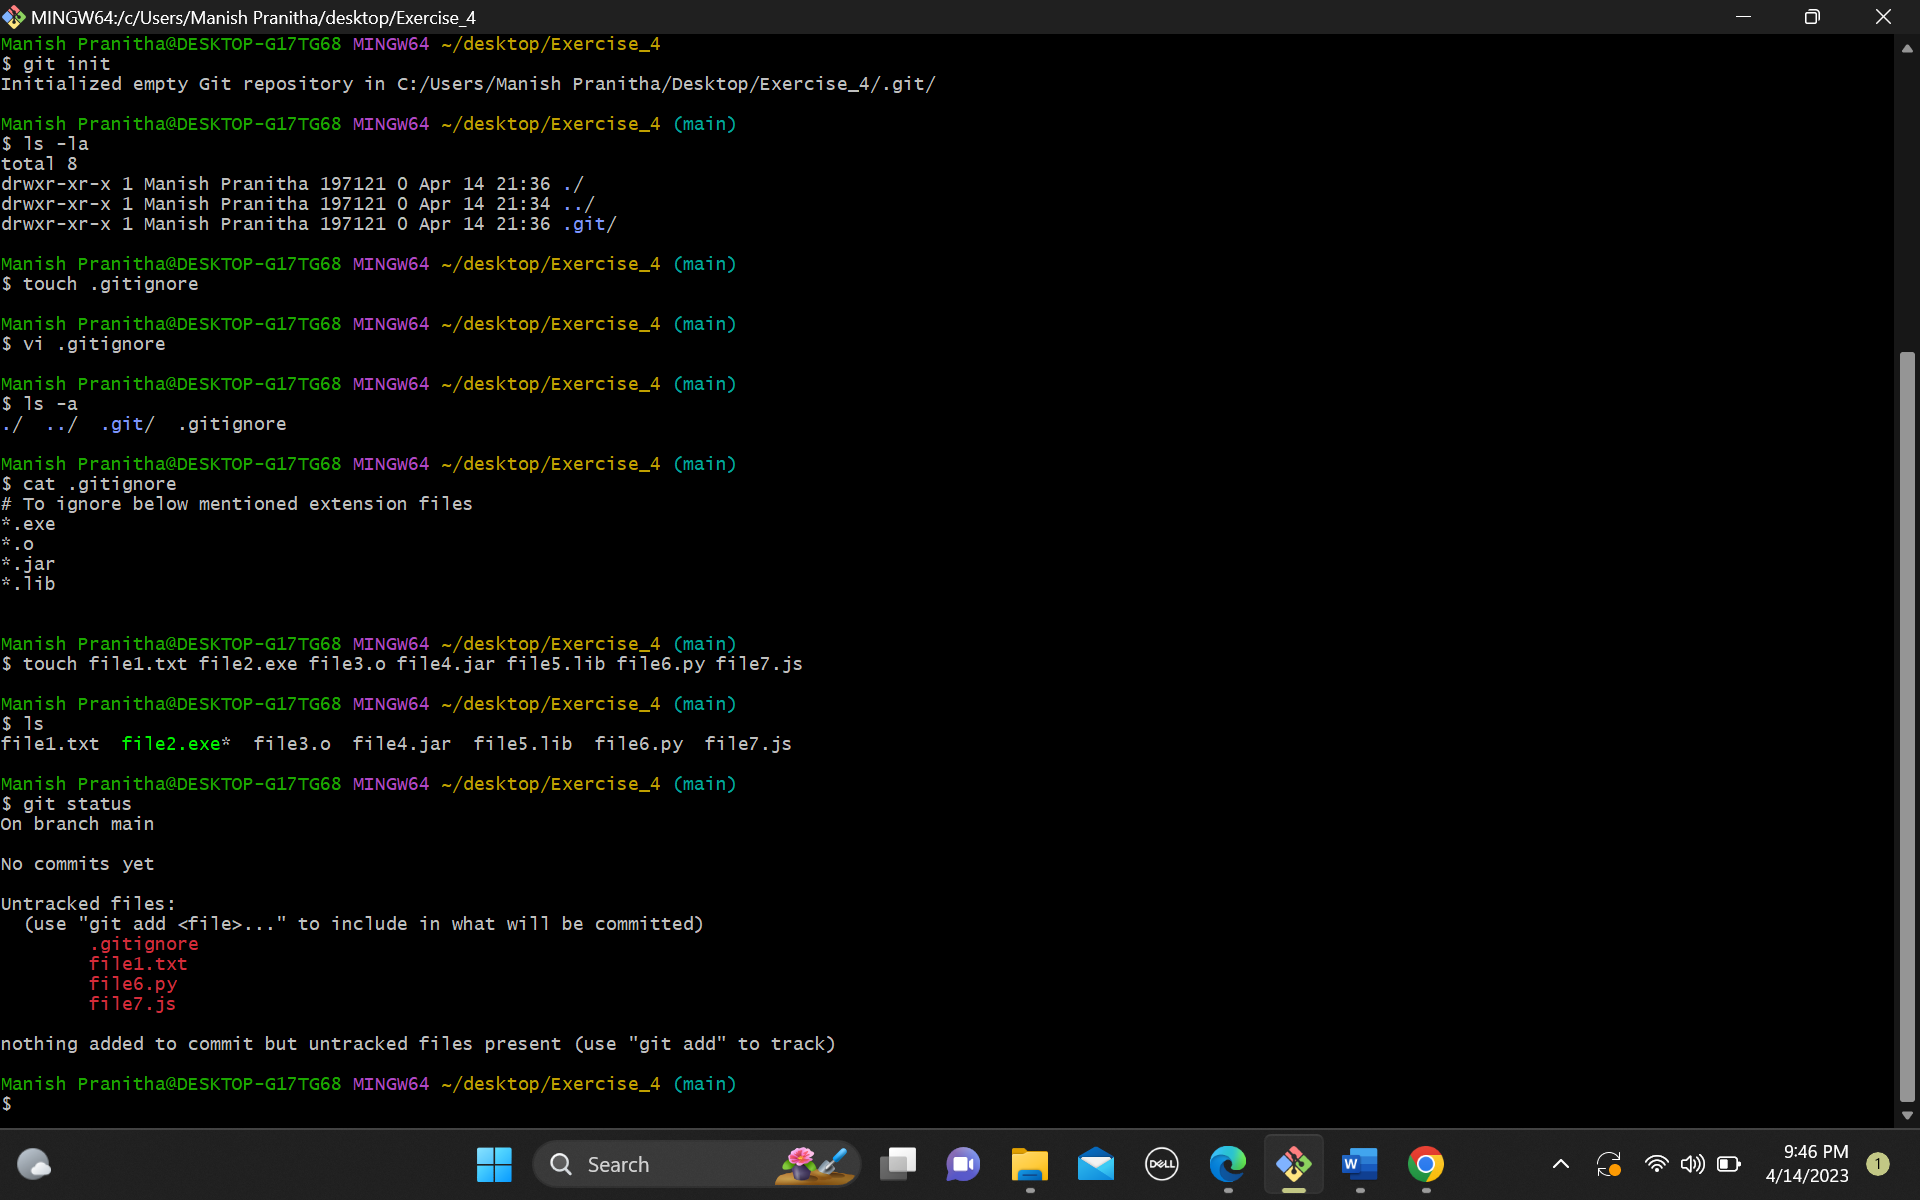 MINGW64:/c/Users/Manish Pranitha/desktop/Exercise_4
Manish Pranitha@DESKTOP-G17TG68 MINGW64 ~/desktop/Exercise_4
$ git init
Initialized empty Git repository in C:/Users/Manish Pranitha/Desktop/Exercise_4/.git/
Manish Pranitha@DESKTOP-G17TG68 MINGW64 ~/desktop/Exercise_4 (main)
$ ls -la
total 8
drwxr-xr-x 1 Manish Pranitha 197121 0 Apr 14 21:36 ./
drwxr-xr-x 1 Manish Pranitha 197121 0 Apr 14 21:34 ../
drwxr-xr-x 1 Manish Pranitha 197121 0 Apr 14 21:36 .git/
Manish Pranitha@DESKTOP-G17TG68 MINGW64 ~/desktop/Exercise_4 (main)
$ touch .gitignore
Manish Pranitha@DESKTOP-G17TG68 MINGW64 ~/desktop/Exercise_4 (main)
$ vi .gitignore
Manish Pranitha@DESKTOP-G17TG68 MINGW64 ~/desktop/Exercise_4 (main)
$ ls -a
./ ../ .git/ .gitignore
Manish Pranitha@DESKTOP-G17TG68 MINGW64 ~/desktop/Exercise_4 (main)
$ cat .gitignore
# To ignore below mentioned extension files
*.exe
*.o
*.jar
*.lib
Manish Pranitha@DESKTOP-G17TG68 MINGW64 ~/desktop/Exercise_4 (main)
$ touch file1.txt file2.exe file3.o file4.jar file5.lib file6.py file7.js
Manish Pranitha@DESKTOP-G17TG68 MINGW64 ~/desktop/Exercise_4 (main)
$ ls
file1.txt file2.exe* file3.o file4.jar file5.lib file6.py file7.js
Manish Pranitha@DESKTOP-G17TG68 MINGW64 ~/desktop/Exercise_4 (main)
$ git status
On branch main
No commits yet
Untracked files:
(use "git add <file>..." to include in what will be committed)
.gitignore
file1.txt
file6.py
file7.js
nothing added to commit but untracked files present (use "git add" to track)
Manish Pranitha@DESKTOP-G17TG68 MINGW64 ~/desktop/Exercise_4 (main)
$
Search
DELL
W
9:46 PM
4/14/2023
1